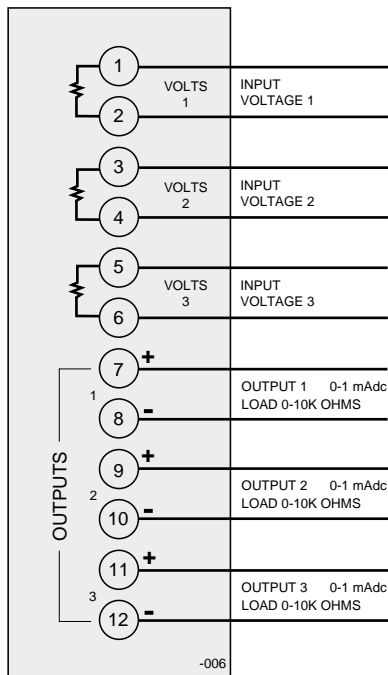 1
VOLTS
1
INPUT
VOLTAGE 1
2
3
VOLTS
2
INPUT
VOLTAGE 2
4
5
VOLTS
3
INPUT
VOLTAGE 3
6
OUTPUTS
1
7 +
8 -
OUTPUT 1 0-1 mAdc
LOAD 0-10K OHMS
2
9 +
10 -
OUTPUT 2 0-1 mAdc
LOAD 0-10K OHMS
3
11 +
12 -
OUTPUT 3 0-1 mAdc
LOAD 0-10K OHMS
-006